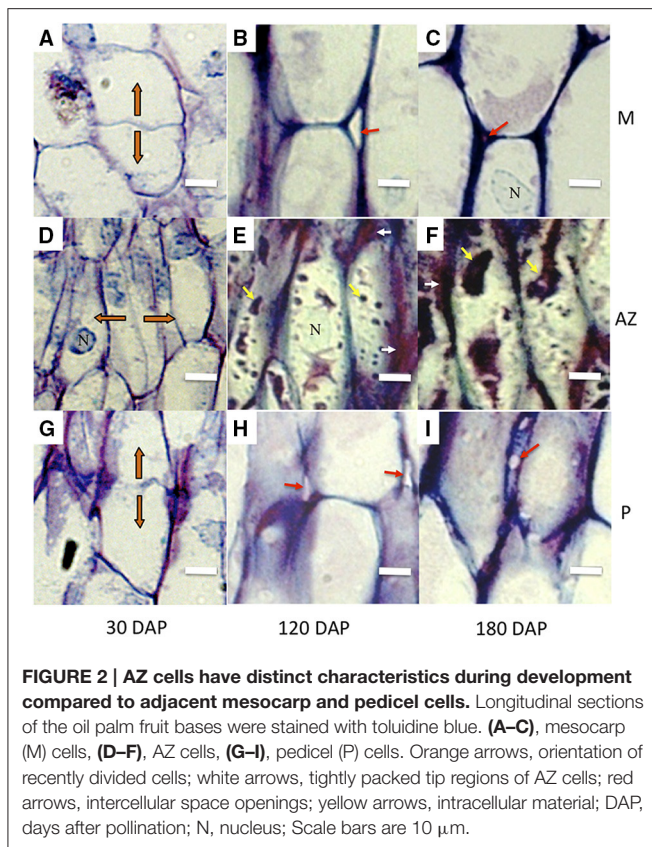 A B C
M
N
D E F
AZ
N N
G H I
P
30 DAP 120 DAP 180 DAP
FIGURE 2 | AZ cells have distinct characteristics during development
compared to adjacent mesocarp and pedicel cells. Longitudinal sections
of the oil palm fruit bases were stained with toluidine blue. (A–C), mesocarp
(M) cells, (D–F), AZ cells, (G–I), pedicel (P) cells. Orange arrows, orientation of
recently divided cells; white arrows, tightly packed tip regions of AZ cells; red
arrows, intercellular space openings; yellow arrows, intracellular material; DAP,
days after pollination; N, nucleus; Scale bars are 10 μm.